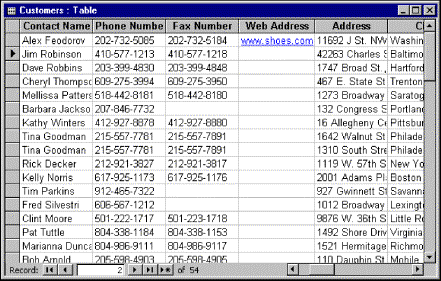 Customers : Table
Contact Name Phone Numbe Fax Number Web Address Address C
Alex Feodorov 202-732-5085 202-732-5184 www.shoes.com 11692 J St. NW Washin
Jim Robinson 410-577-1213 410-577-1218 42263 Charles S Baltimo
Dave Robbins 203-399-4830 203-399-4848 1747 Broad St., Hartford
Cheryl Thompso 609-275-3994 609-275-3950 467 E. State St Trenton
Mellissa Patters 518-442-8181 518-442-8180 1273 Broadway Saratog
Barbara Jackso 207-846-7732 132 Congress S Portlan
Kathy Winters 412-927-8878 412-927-8880 16 Allegheny Ce Pittsbu
Tina Goodman 215-557-7781 215-557-7891 1642 Walnut St Philade
Tina Goodman 215-557-7781 215-557-7891 1310 South Stre Philade
Rick Decker 212-921-3827 212-921-3817 1119 W. 57th S New Yo
Kelly Norris 617-925-1173 617-925-1176 2001 Adams Pl Boston
Tim Parkins 912-465-7322 927 Gwinnett S Savann
Fred Silvestri 606-567-1212 1012 Broadway Lexingt
Clint Moore 501-222-1717 501-223-1718 9876 W. 36th S Little Ro
Pat Tuttle 804-338-1184 804-338-1153 1492 Shore Driv Virginia
Marianna Dunca 804-986-9111 804-986-9117 1521 Hermitage Richmo
Bob Arnold 205-598-4903 205-598-4905 110 Dauphin St Mobile
Record: 2 of 54